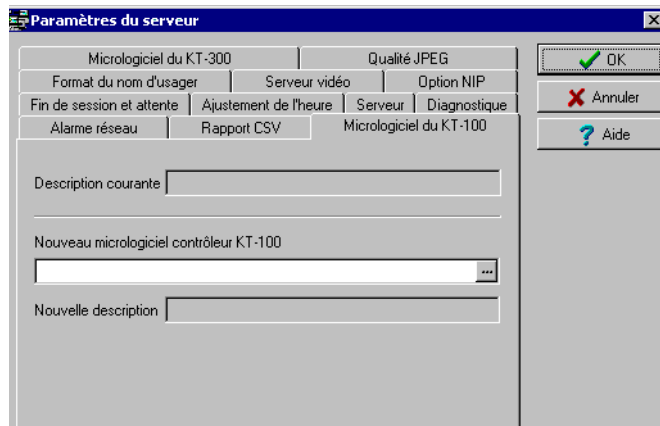 Paramètres du serveur
Micrologiciel du KT-300 Qualité JPEG
Format du nom d'usager Serveur vidéo Option NIP
Fin de session et attente Ajustement de l'heure Serveur Diagnostique
Alarme réseau Rapport CSV Micrologiciel du KT-100
Description courante
Nouveau micrologiciel contrôleur KT-100
...
Nouvelle description
OK
Annuler
Aide